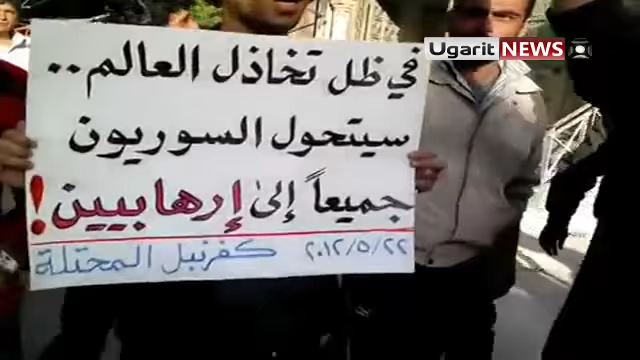 Ugarit NEWS
في ظل تخاذل العالم..
سيتحول السوريون
جميعاً إلىٰ إرهابيين!
كفرنبل المحتلة ٢٠١٢/٥/٢٢